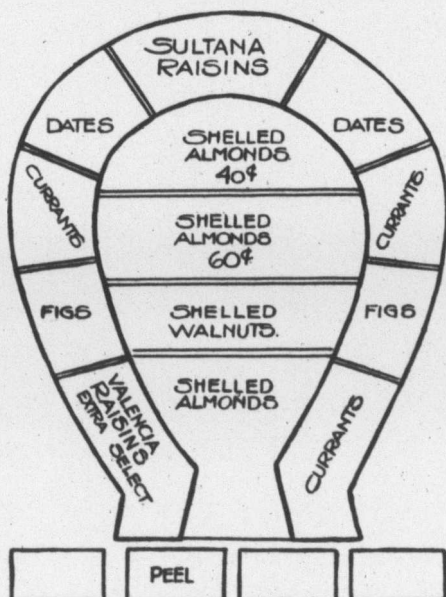 SULTANA
RAISINS
DATES
DATES
SHELLED
ALMONDS.
40¢
CURRANTS
CURRANTS.
SHELLED
ALMONDS
60¢
FIGS
FIGS
SHELLED
WALNUTS.
SHELLED
ALMONDS
VALENCIA
RAISINS
EXTRA SELECT.
CURRANTS
PEEL